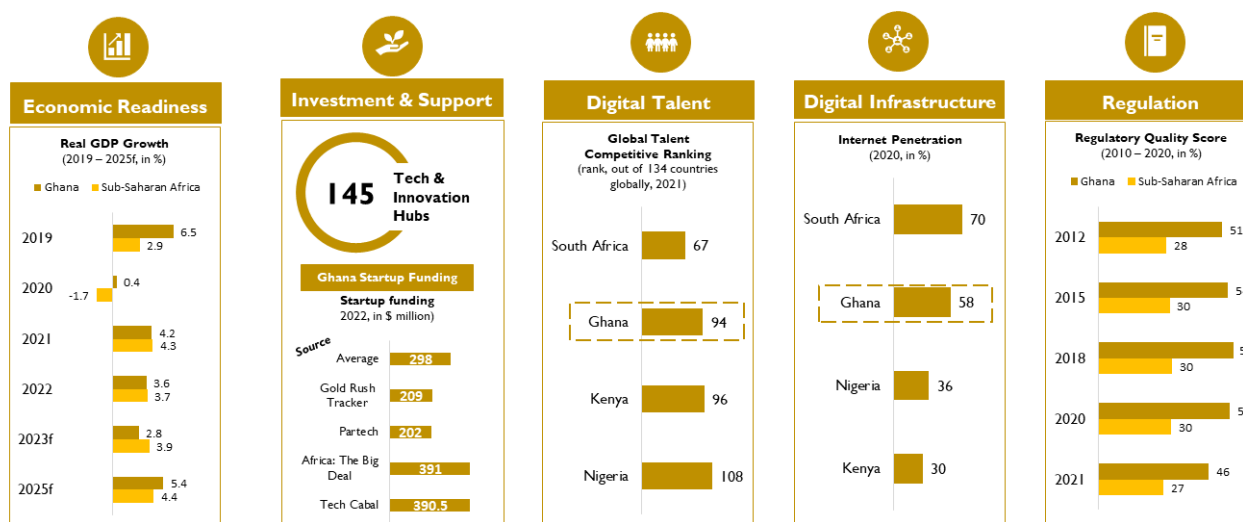 Economic Readiness
Real GDP Growth
(2019 – 2025f, in %)
Ghana Sub-Saharan Africa
2019 6.5
2.9
2020 0.4
-1.7
2021 4.2
4.3
2022 3.6
3.7
2023f 2.8
3.9
2025f 5.4
4.4
Investment & Support
145
Tech &
Innovation
Hubs
Ghana Startup Funding
Startup funding
2022, in $ million)
Source
Average 298
Gold Rush
Tracker 209
Partech 202
Africa: The Big
Deal 391
Tech Cabal 390.5
Digital Talent
Global Talent
Competitive Ranking
(rank, out of 134 countries
globally, 2021)
South Africa 67
Ghana 94
Kenya 96
Nigeria 108
Digital Infrastructure
Internet Penetration
(2020, in %)
South Africa 70
Ghana 58
Nigeria 36
Kenya 30
Regulation
Regulatory Quality Score
(2010 – 2020, in %)
Ghana Sub-Saharan Africa
2012 51
28
2015
30
2018
30
2020
30
2021 46
27